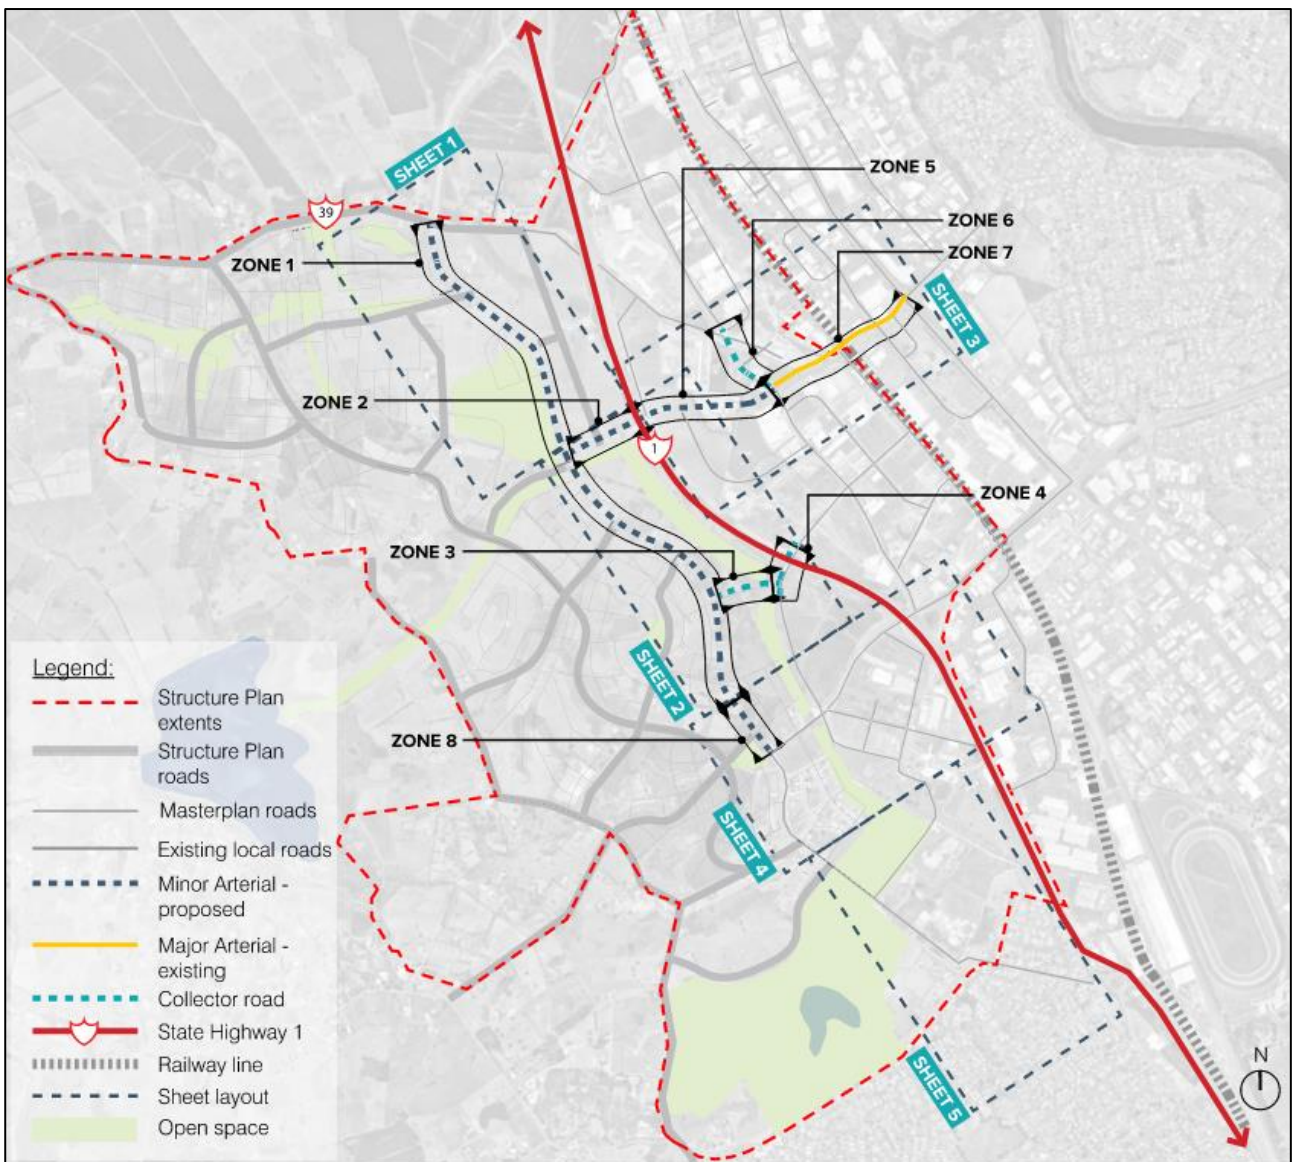 SHEET 1
ZONE 5
39
ZONE 6
ZONE 1
ZONE 7
SHEET 3
ZONE 2
1
ZONE 4
ZONE 3
SHEET 2
ZONE 8
SHEET 4
SHEET 5
N
Legend:
Structure Plan
extents
Structure Plan
roads
Masterplan roads
Existing local roads
Minor Arterial -
proposed
Major Arterial -
existing
Collector road
State Highway 1
Railway line
Sheet layout
Open space